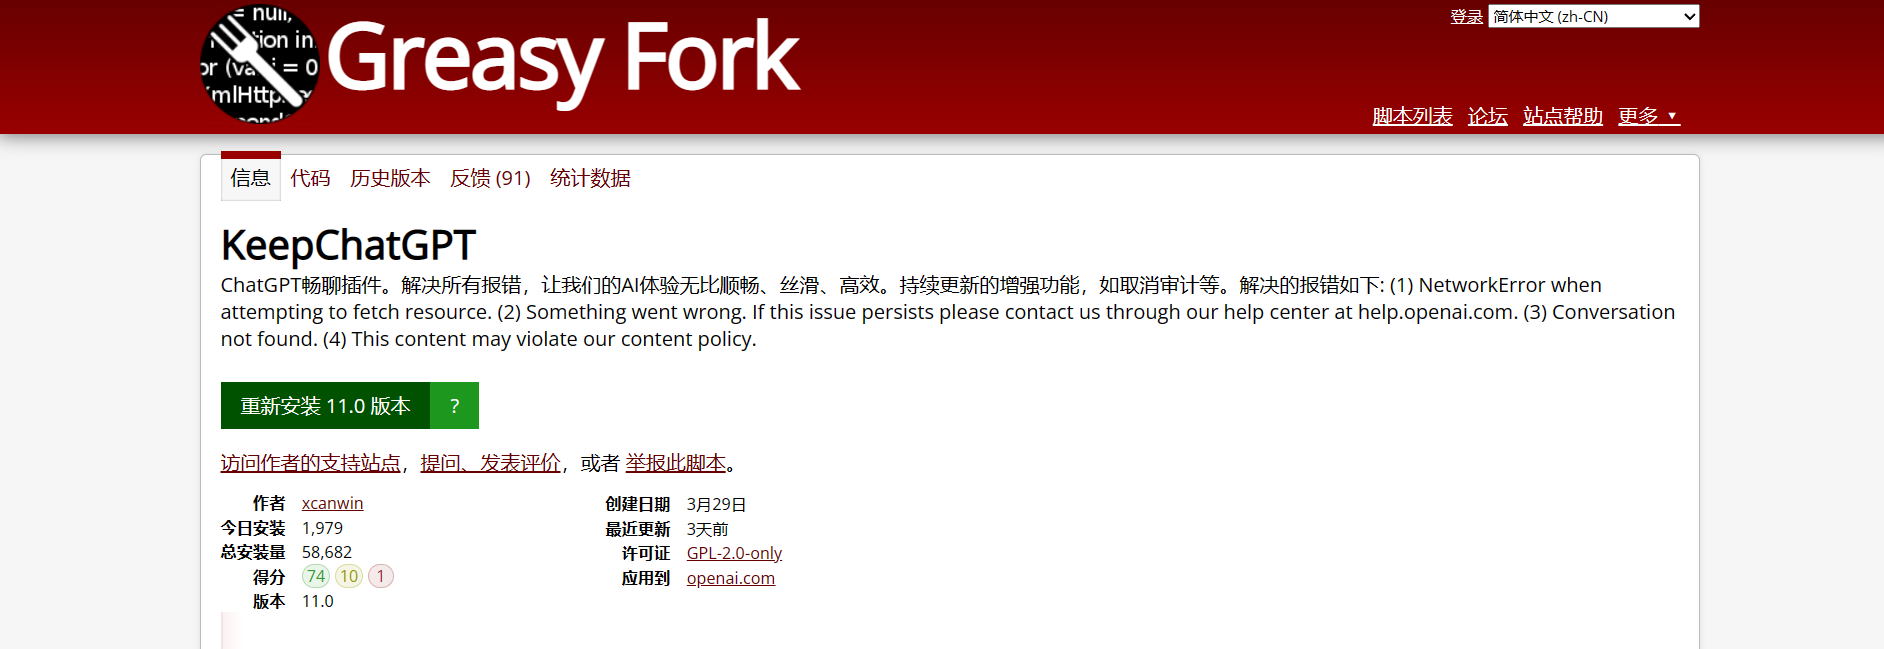 = null,
tion in
or (va i = 0
mlHttp
cond
Greasy Fork
登录 简体中文 (zh-CN)
脚本列表 论坛 站点帮助 更多 ▼
信息 代码 历史版本 反馈 (91) 统计数据
KeepChatGPT
ChatGPT畅聊插件。解决所有报错，让我们的AI体验无比顺畅、丝滑、高效。持续更新的增强功能，如取消审计等。解决的报错如下: (1) NetworkError when
attempting to fetch resource. (2) Something went wrong. If this issue persists please contact us through our help center at help.openai.com. (3) Conversation
not found. (4) This content may violate our content policy.
重新安装 11.0 版本 ?
访问作者的支持站点，提问、发表评价，或者 举报此脚本。
作者 xcanwin
今日安装 1,979
总安装量 58,682
得分 74 10 1
版本 11.0
创建日期 3月29日
最近更新 3天前
许可证 GPL-2.0-only
应用到 openai.com